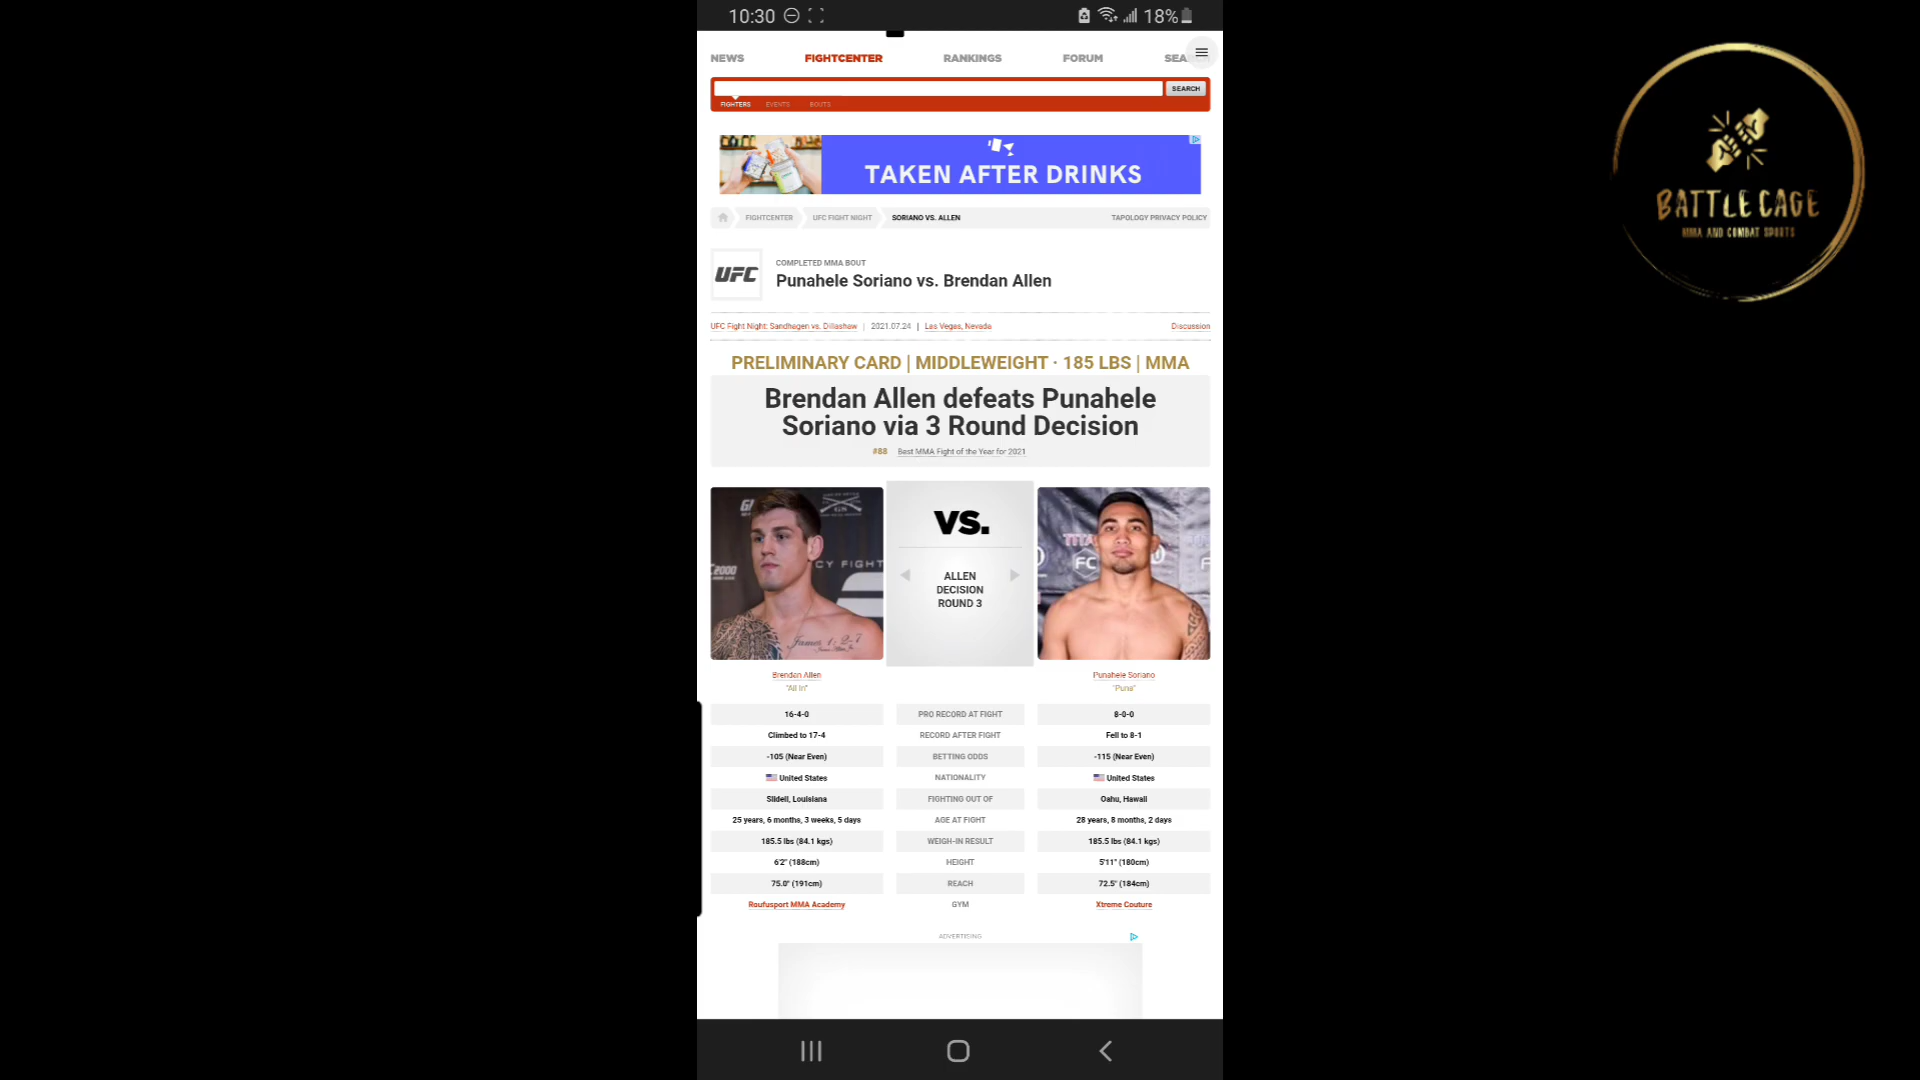 10:30
18%
NEWS FIGHTCENTER RANKINGS FORUM SEA
SEARCH
FIGHTERS EVENTS BOUTS
TAKEN AFTER DRINKS
FIGHTCENTER UFC FIGHT NIGHT SORIANO VS. ALLEN TAPOLOGY PRIVACY POLICY
UFC
COMPLETED MMA BOUT
Punahele Soriano vs. Brendan Allen
UFC Fight Night: Sandhagen vs. Dillashaw | 2021.07.24 | Las Vegas, Nevada Discussion
PRELIMINARY CARD | MIDDLEWEIGHT · 185 LBS | MMA
Brendan Allen defeats Punahele
Soriano via 3 Round Decision
#88 Best MMA Fight of the Year for 2021
VS.
ALLEN
DECISION
ROUND 3
CY FIGHT
2000
FC
James 1:2-7
Brendan Allen Punahele Soriano
"All In" "Puna"
16-4-0 PRO RECORD AT FIGHT 8-0-0
Climbed to 17-4 RECORD AFTER FIGHT Fell to 8-1
-105 (Near Even) BETTING ODDS -115 (Near Even)
United States NATIONALITY United States
Slidell, Louisiana FIGHTING OUT OF Oahu, Hawaii
25 years, 6 months, 3 weeks, 5 days AGE AT FIGHT 28 years, 8 months, 2 days
185.5 lbs (84.1 kgs) WEIGH-IN RESULT 185.5 lbs (84.1 kgs)
6'2" (188cm) HEIGHT 5'11" (180cm)
75.0" (191cm) REACH 72.5" (184cm)
Roufusport MMA Academy GYM Xtreme Couture
ADVERTISING
BATTLE CAGE
MMA AND COMBAT SPORTS